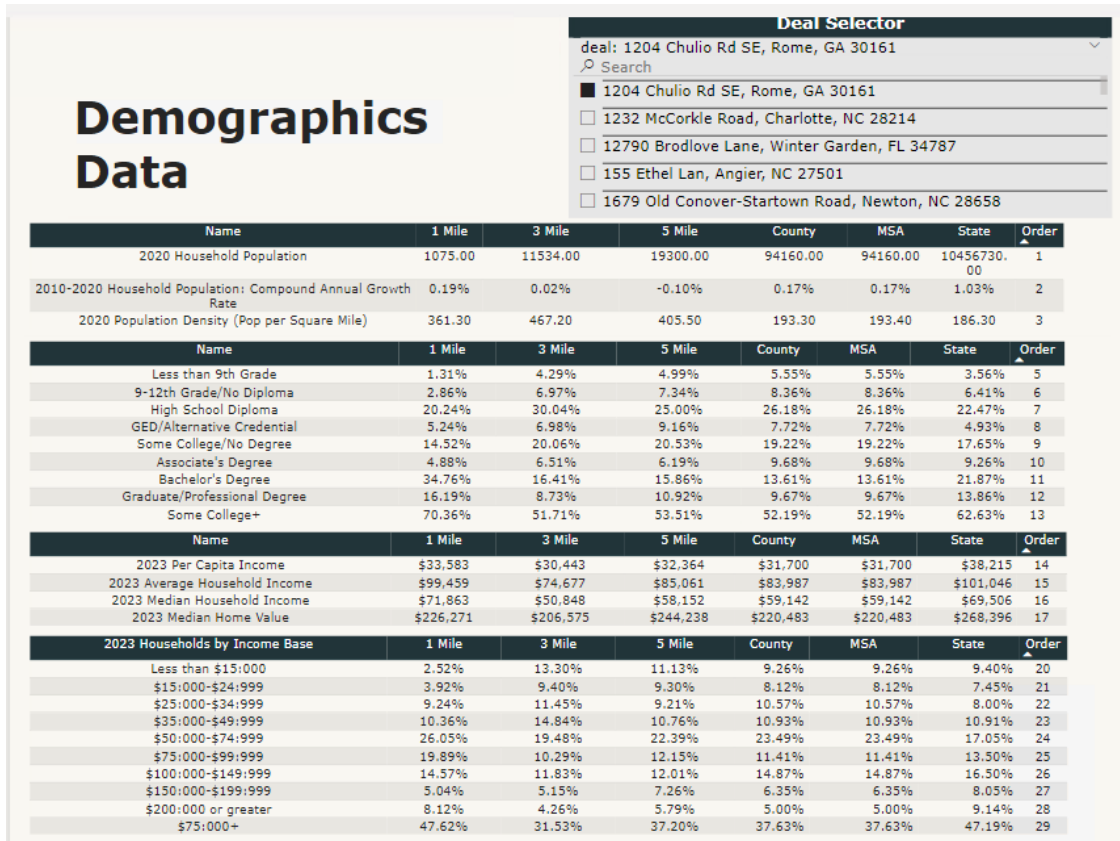 Deal Selector
deal: 1204 Chulio Rd SE, Rome, GA 30161
Search
1204 Chulio Rd SE, Rome, GA 30161
1232 McCorkle Road, Charlotte, NC 28214
12790 Brodlove Lane, Winter Garden, FL 34787
155 Ethel Lan, Angier, NC 27501
1679 Old Conover-Startown Road, Newton, NC 28658
Demographics
Data
Name 1 Mile 3 Mile 5 Mile County MSA State Order
2020 Household Population 1075.00 11534.00 19300.00 94160.00 94160.00 10456730. 1
00
2010-2020 Household Population: Compound Annual Growth 0.19% 0.02% -0.10% 0.17% 0.17% 1.03% 2
Rate
2020 Population Density (Pop per Square Mile) 361.30 467.20 405.50 193.30 193.40 186.30 3
Name 1 Mile 3 Mile 5 Mile County MSA State Order
Less than 9th Grade 1.31% 4.29% 4.99% 5.55% 5.55% 3.56% 5
9-12th Grade/No Diploma 2.86% 6.97% 7.34% 8.36% 8.36% 6.41% 6
High School Diploma 20.24% 30.04% 25.00% 26.18% 26.18% 22.47% 7
GED/Alternative Credential 5.24% 6.98% 9.16% 7.72% 7.72% 4.93% 8
Some College/No Degree 14.52% 20.06% 20.53% 19.22% 19.22% 17.65% 9
Associate's Degree 4.88% 6.51% 6.19% 9.68% 9.68% 9.26% 10
Bachelor's Degree 34.76% 16.41% 15.86% 13.61% 13.61% 21.87% 11
Graduate/Professional Degree 16.19% 8.73% 10.92% 9.67% 9.67% 13.86% 12
Some College+ 70.36% 51.71% 53.51% 52.19% 52.19% 62.63% 13
Name 1 Mile 3 Mile 5 Mile County MSA State Order
2023 Per Capita Income $33,583 $30,443 $32,364 $31,700 $31,700 $38,215 14
2023 Average Household Income $99,459 $74,677 $85,061 $83,987 $83,987 $101,046 15
2023 Median Household Income $71,863 $50,848 $58,152 $59,142 $59,142 $69,506 16
2023 Median Home Value $226,271 $206,575 $244,238 $220,483 $220,483 $268,396 17
2023 Households by Income Base 1 Mile 3 Mile 5 Mile County MSA State Order
Less than $15:000 2.52% 13.30% 11.13% 9.26% 9.26% 9.40% 20
$15:000-$24:999 3.92% 9.40% 9.30% 8.12% 8.12% 7.45% 21
$25:000-$34:999 9.24% 11.45% 9.21% 10.57% 10.57% 8.00% 22
$35:000-$49:999 10.36% 14.84% 10.76% 10.93% 10.93% 10.91% 23
$50:000-$74:999 26.05% 19.48% 22.39% 23.49% 23.49% 17.05% 24
$75:000-$99:999 19.89% 10.29% 12.15% 11.41% 11.41% 13.50% 25
$100:000-$149:999 14.57% 11.83% 12.01% 14.87% 14.87% 16.50% 26
$150:000-$199:999 5.04% 5.15% 7.26% 6.35% 6.35% 8.05% 27
$200:000 or greater 8.12% 4.26% 5.79% 5.00% 5.00% 9.14% 28
$75:000+ 47.62% 31.53% 37.20% 37.63% 37.63% 47.19% 29